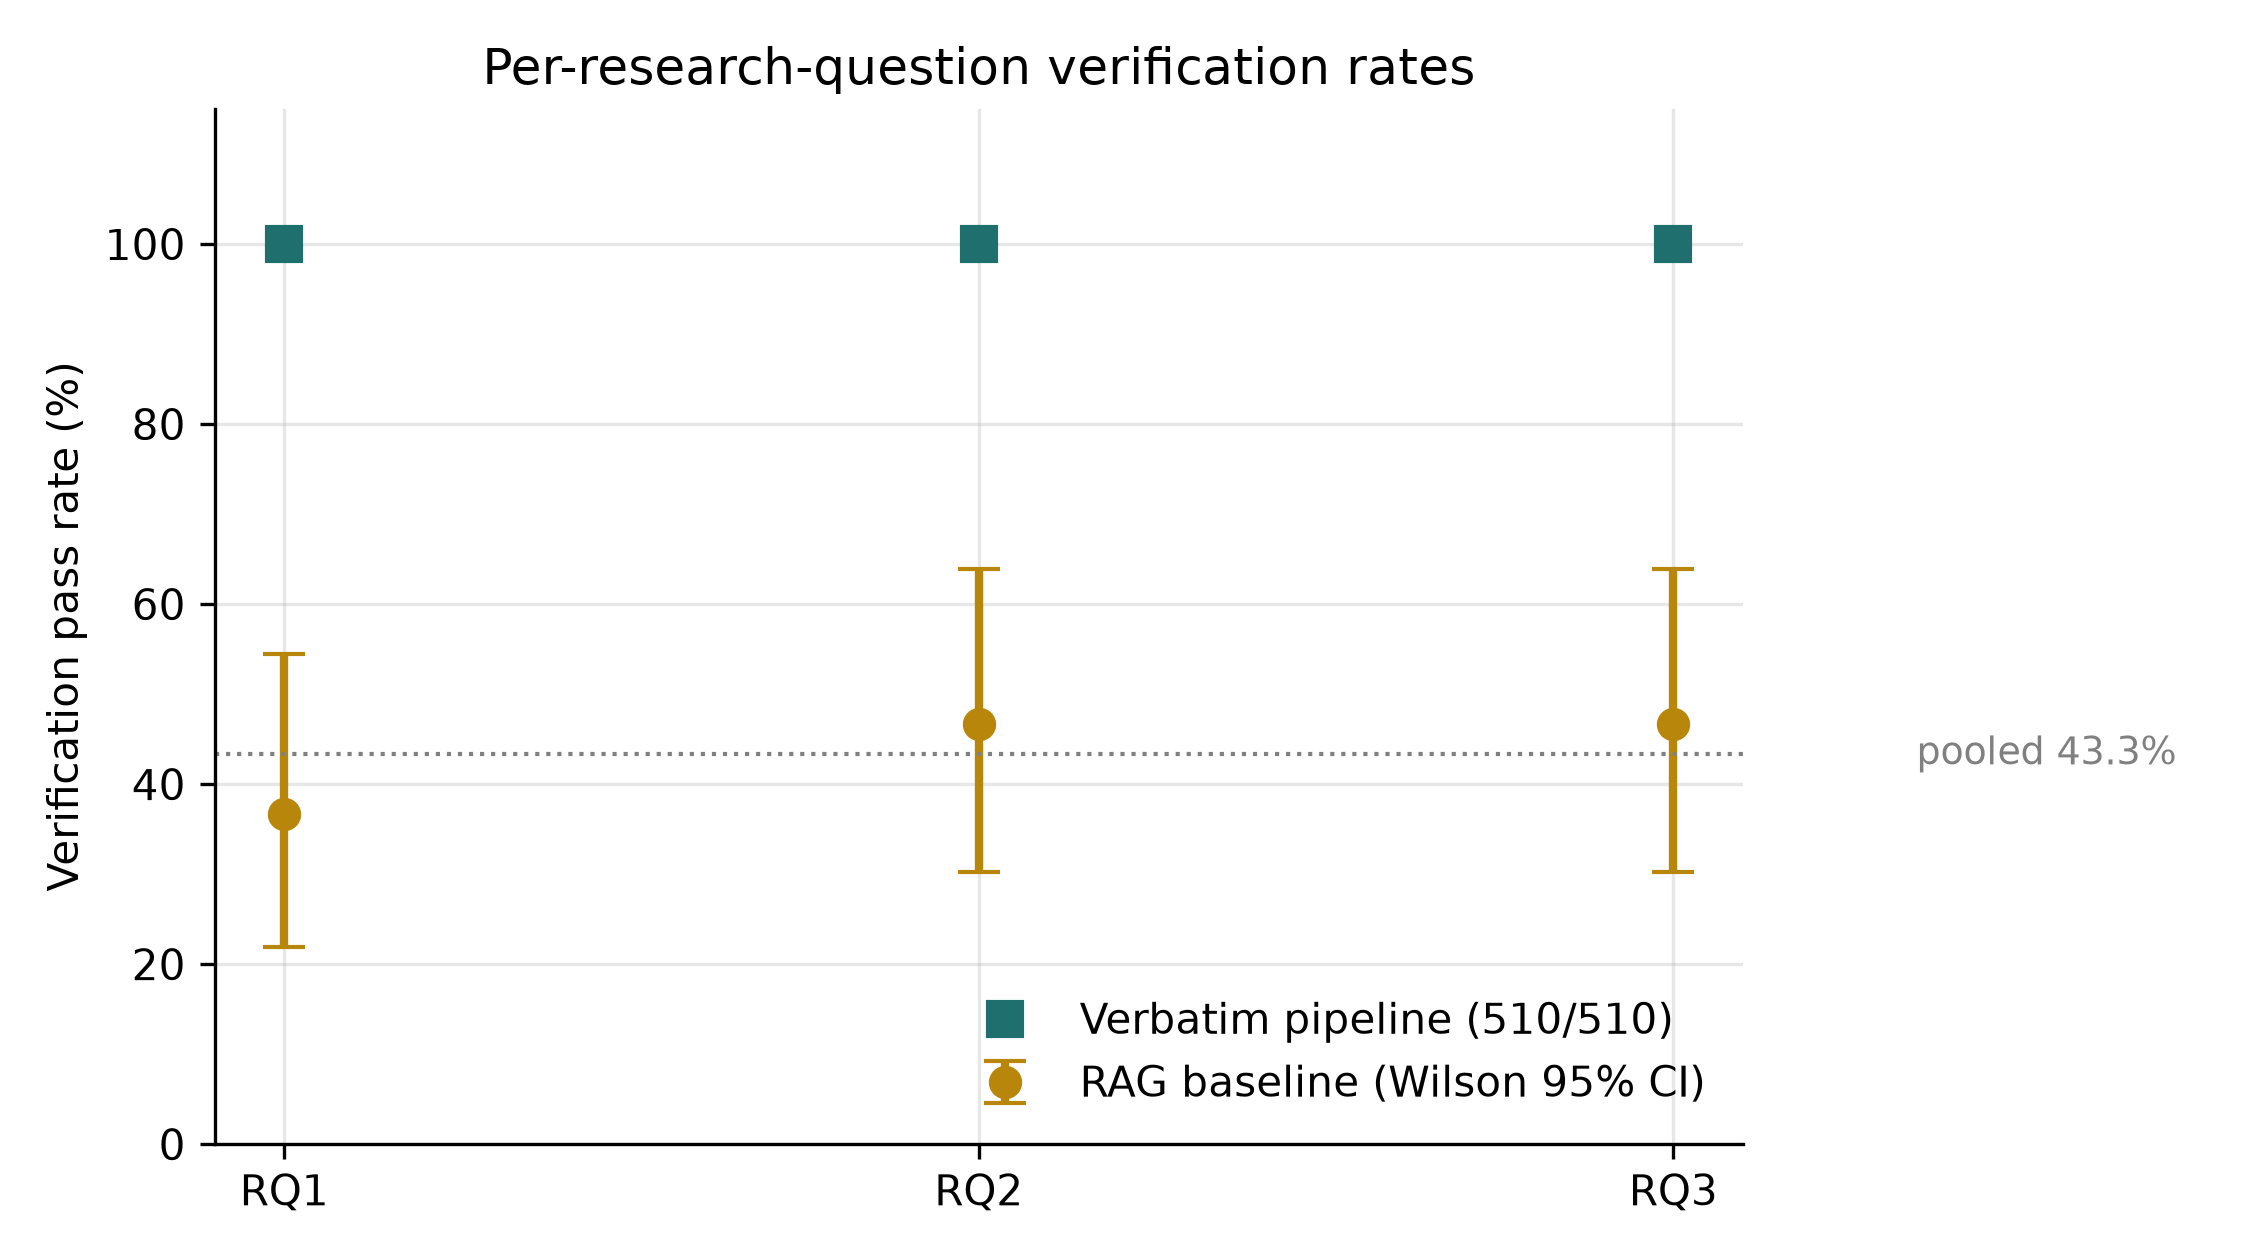 Per-research-question verification rates
Verification pass rate (%)
100
80
60
40
20
0
pooled 43.3%
Verbatim pipeline (510/510)
RAG baseline (Wilson 95% CI)
RQ1
RQ2
RQ3